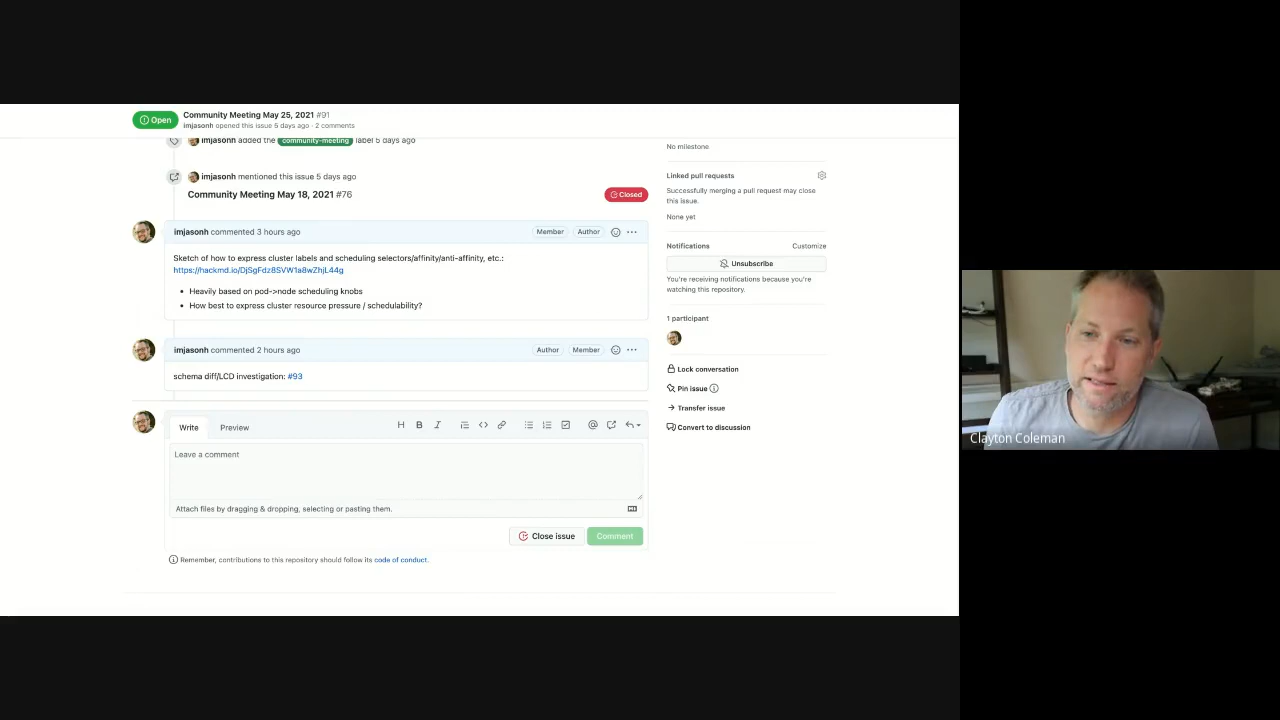 Open
Community Meeting May 25, 2021 #91
imjasonh opened this issue 5 days ago · 2 comments
imjasonh added the community-meeting label 5 days ago
imjasonh mentioned this issue 5 days ago
Community Meeting May 18, 2021 #76
Closed
imjasonh commented 3 hours ago
Member
Author
Sketch of how to express cluster labels and scheduling selectors/affinity/anti-affinity, etc.:
https://hackmd.io/DjSgFdz8SVW1a8wZhjL44g
• Heavily based on pod->node scheduling knobs
• How best to express cluster resource pressure / schedulability?
imjasonh commented 2 hours ago
Author
Member
schema diff/LCD investigation: #93
Write
Preview
Leave a comment
Attach files by dragging & dropping, selecting or pasting them.
Close issue
Comment
Remember, contributions to this repository should follow its code of conduct.
No milestone
Linked pull requests
Successfully merging a pull request may close
this issue.
None yet
Notifications
Customize
Unsubscribe
You're receiving notifications because you're
watching this repository.
1 participant
Lock conversation
Pin issue
Transfer issue
Convert to discussion
Clayton Coleman